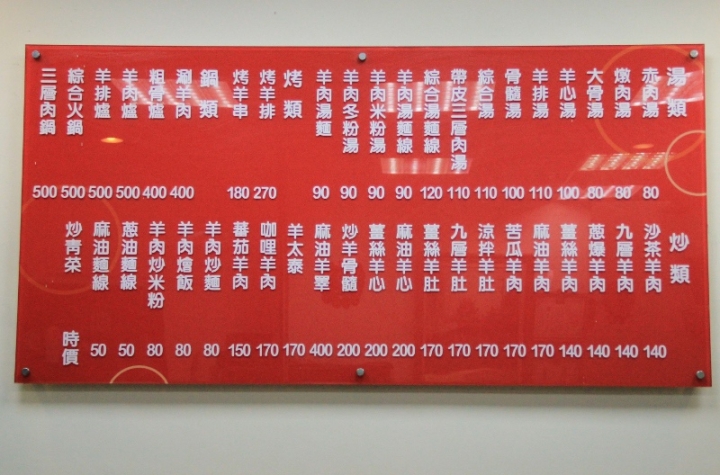 湯類
赤肉湯 80
燉肉湯 80
大骨湯 80
羊心湯 100
羊排湯 110
骨髓湯 100
綜合湯 110
帶皮三層肉湯 110
綜合湯麵線 120
羊肉湯麵線 90
羊肉米粉湯 90
羊肉冬粉湯 90
羊肉湯麵 90
烤類
烤羊排 270
烤羊串 180
鍋類
涮羊肉 400
粗骨爐 400
羊肉爐 500
羊排爐 500
綜合火鍋 500
三層肉鍋 500
炒類
沙茶羊肉 140
九層羊肉 140
蔥爆羊肉 140
薑絲羊肉 140
麻油羊肉 170
苦瓜羊肉 170
涼拌羊肚 170
九層羊肚 170
薑絲羊肚 170
麻油羊心 200
薑絲羊心 200
炒羊骨髓 200
麻油羊睪 400
羊太泰 170
咖哩羊肉 170
蕃茄羊肉 150
羊肉炒麵 80
羊肉燴飯 80
羊肉炒米粉 80
蔥油麵線 50
麻油麵線 50
炒青菜 時價